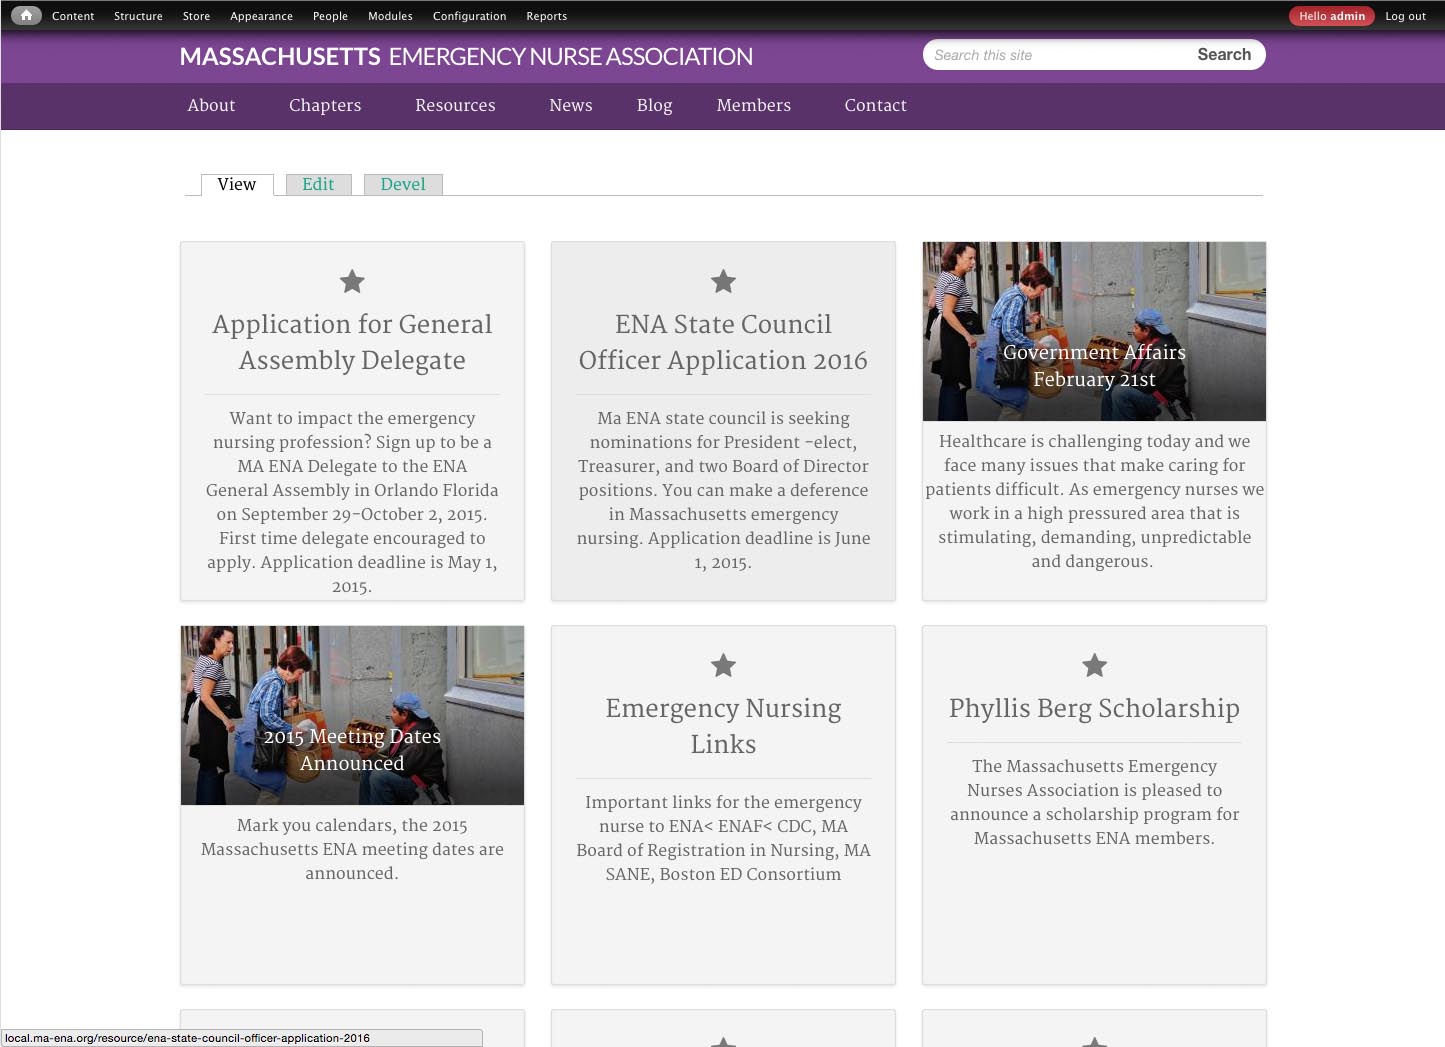 Content Structure Store Appearance People Modules Configuration Reports Hello admin Log out
MASSACHUSETTS EMERGENCY NURSE ASSOCIATION
Search this site Search
About Chapters Resources News Blog Members Contact
View Edit Devel
Application for General
Assembly Delegate
Want to impact the emergency
nursing profession? Sign up to be a
MA ENA Delegate to the ENA
General Assembly in Orlando Florida
on September 29-October 2, 2015.
First time delegate encouraged to
apply. Application deadline is May 1,
2015.
ENA State Council
Officer Application 2016
Ma ENA state council is seeking
nominations for President -elect,
Treasurer, and two Board of Director
positions. You can make a deference
in Massachusetts emergency
nursing. Application deadline is June
1, 2015.
Government Affairs
February 21st
Healthcare is challenging today and we
face many issues that make caring for
patients difficult. As emergency nurses we
work in a high pressured area that is
stimulating, demanding, unpredictable
and dangerous.
2015 Meeting Dates
Announced
Mark you calendars, the 2015
Massachusetts ENA meeting dates are
announced.
Emergency Nursing
Links
Important links for the emergency
nurse to ENA< ENAF< CDC, MA
Board of Registration in Nursing, MA
SANE, Boston ED Consortium
Phyllis Berg Scholarship
The Massachusetts Emergency
Nurses Association is pleased to
announce a scholarship program for
Massachusetts ENA members.
local.ma-ena.org/resource/ena-state-council-officer-application-2016